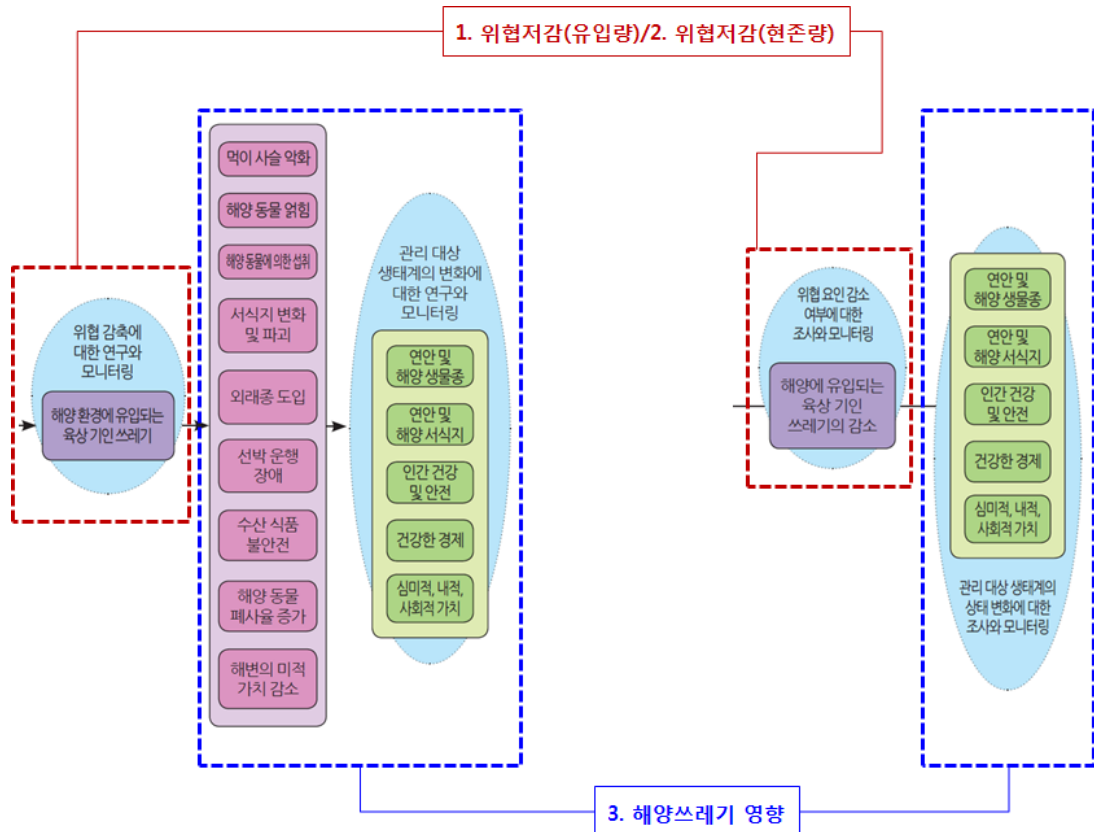 1. 위협저감(유입량)/2. 위협저감(현존량)
위협 감축에
대한 연구와
모니터링
해양 환경에 유입되는
육상 기인 쓰레기
먹이 사슬 악화
해양 동물 얽힘
해양 동물에 의한 섭취
서식지 변화
및 파괴
외래종 도입
선박 운행
장애
수산 식품
불안전
해양 동물
폐사율 증가
해변의 미적
가치 감소
관리 대상
생태계의 변화에
대한 연구와
모니터링
연안 및
해양 생물종
연안 및
해양 서식지
인간 건강
및 안전
건강한 경제
심미적, 내적,
사회적 가치
위협 요인 감소
여부에 대한
조사와 모니터링
해양에 유입되는
육상 기인
쓰레기의 감소
연안 및
해양 생물종
연안 및
해양 서식지
인간 건강
및 안전
건강한 경제
심미적, 내적,
사회적 가치
관리 대상 생태계의
상태 변화에 대한
조사와 모니터링
3. 해양쓰레기 영향